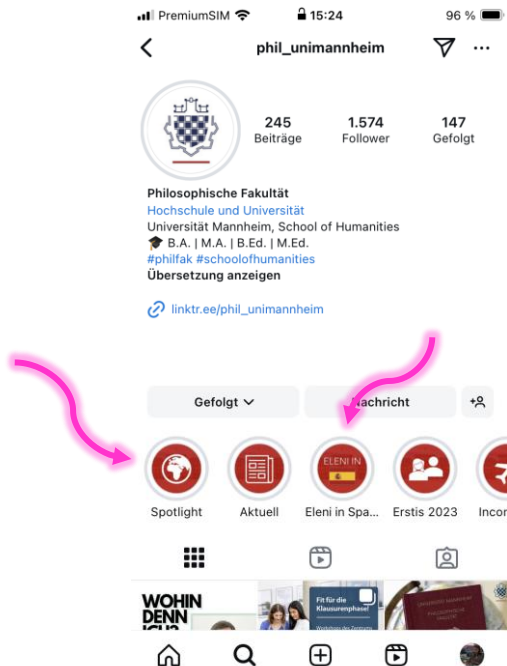 PremiumSIM 15:24 96 %
phil_unimannheim
245 1.574 147
Beiträge Follower Gefolgt
Philosophische Fakultät
Hochschule und Universität
Universität Mannheim, School of Humanities
🎓 B.A. | M.A. | B.Ed. | M.Ed.
#philfak #schoolofhumanities
Übersetzung anzeigen
linktr.ee/phil_unimannheim
Gefolgt Nachricht
ELENI IN
Spotlight Aktuell Eleni in Spa... Erstis 2023 Incor
WOHIN
DENN
Fit für die
Klausurenphase!